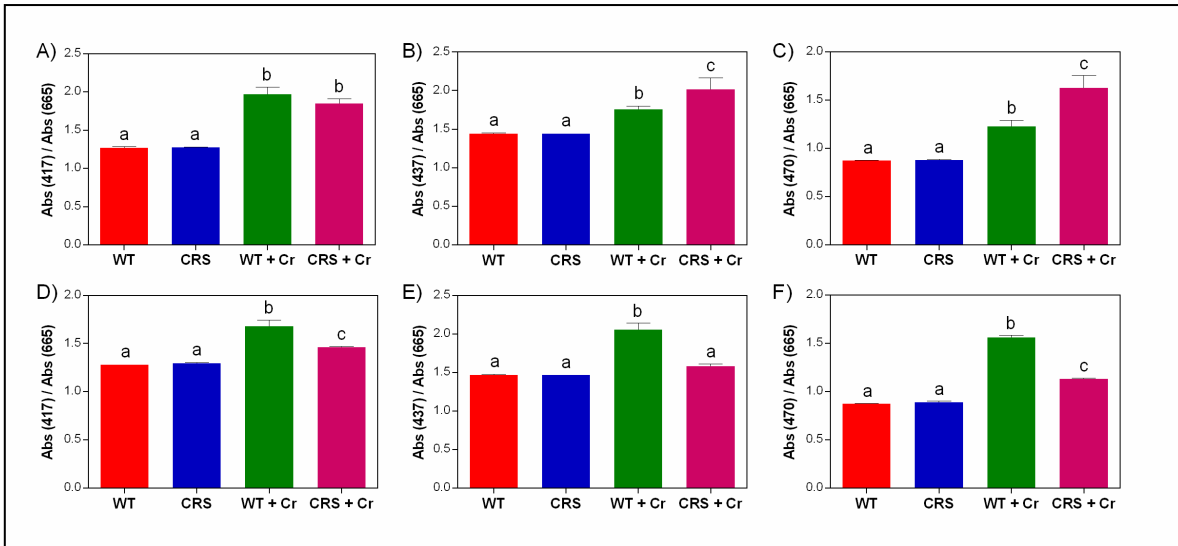 A)
Abs (417) / Abs (665)
2.5
2.0
1.5
1.0
0.5
0.0
a
a
b
b
WT
CRS
WT + Cr
CRS + Cr
B)
Abs (437) / Abs (665)
2.5
2.0
1.5
1.0
0.5
0.0
a
a
b
c
WT
CRS
WT + Cr
CRS + Cr
C)
Abs (470) / Abs (665)
2.0
1.5
1.0
0.5
0.0
a
a
b
c
WT
CRS
WT + Cr
CRS + Cr
D)
Abs (417) / Abs (665)
2.0
1.5
1.0
0.5
0.0
a
a
b
c
WT
CRS
WT + Cr
CRS + Cr
E)
Abs (437) / Abs (665)
2.5
2.0
1.5
1.0
0.5
0.0
a
a
b
a
WT
CRS
WT + Cr
CRS + Cr
F)
Abs (470) / Abs (665)
2.0
1.5
1.0
0.5
0.0
a
a
b
c
WT
CRS
WT + Cr
CRS + Cr